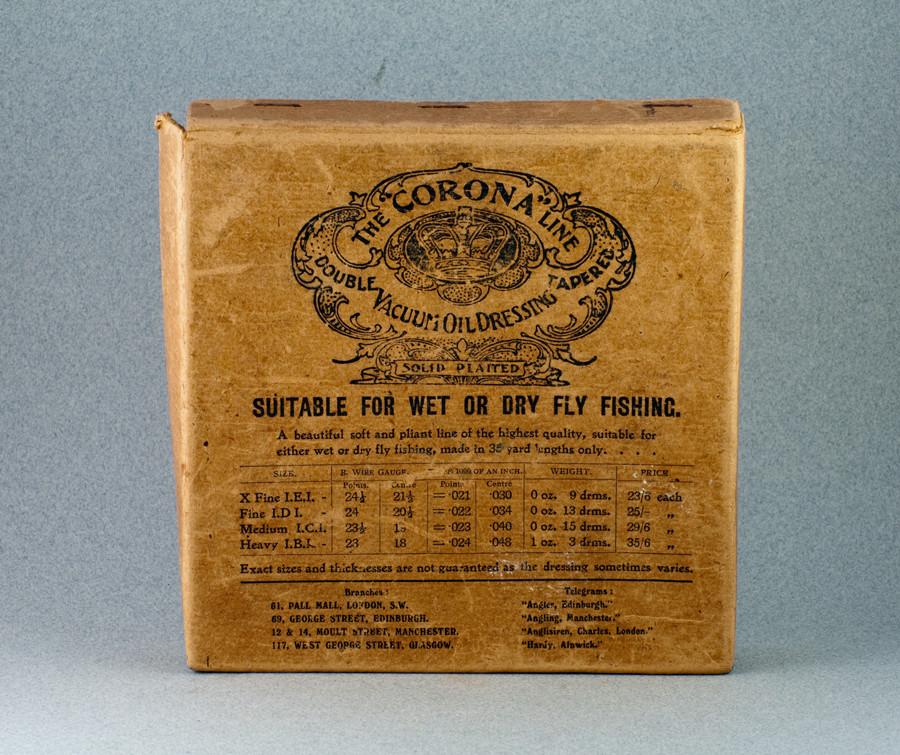 THE "CORONA" LINE
DOUBLE TAPERED
VACUUM OIL DRESSING
SOLID PLAITED
SUITABLE FOR WET OR DRY FLY FISHING.
A beautiful soft and pliant line of the highest quality, suitable for
either wet or dry fly fishing, made in 35 yard lengths only. . . .
SIZE. B. WIRE GAUGE. 1000 OF AN INCH. WEIGHT. PRICE
Points. Centre Points Centre
X Fine I.E.I. - 24½ 21½ = ·021 ·030 0 oz. 9 drms. 23/6 each
Fine I.D I. - 24 20½ = ·022 ·034 0 oz. 13 drms. 25/- „
Medium I.C.I. 23½ = ·023 ·040 0 oz. 15 drms. 29/6 „
Heavy I.B.I. - 23 18 = ·024 ·048 1 oz. 3 drms. 35/6 „
Exact sizes and thicknesses are not guaranteed as the dressing sometimes varies.
Branches: Telegrams:
61, PALL MALL, LONDON, S.W. "Angler, Edinburgh."
69, GEORGE STREET, EDINBURGH. "Angling, Manchester."
12 & 14, MOULT STREET, MANCHESTER. "Anglisiren, Charles, London."
117, WEST GEORGE STREET, GLASGOW. "Hardy, Alnwick."